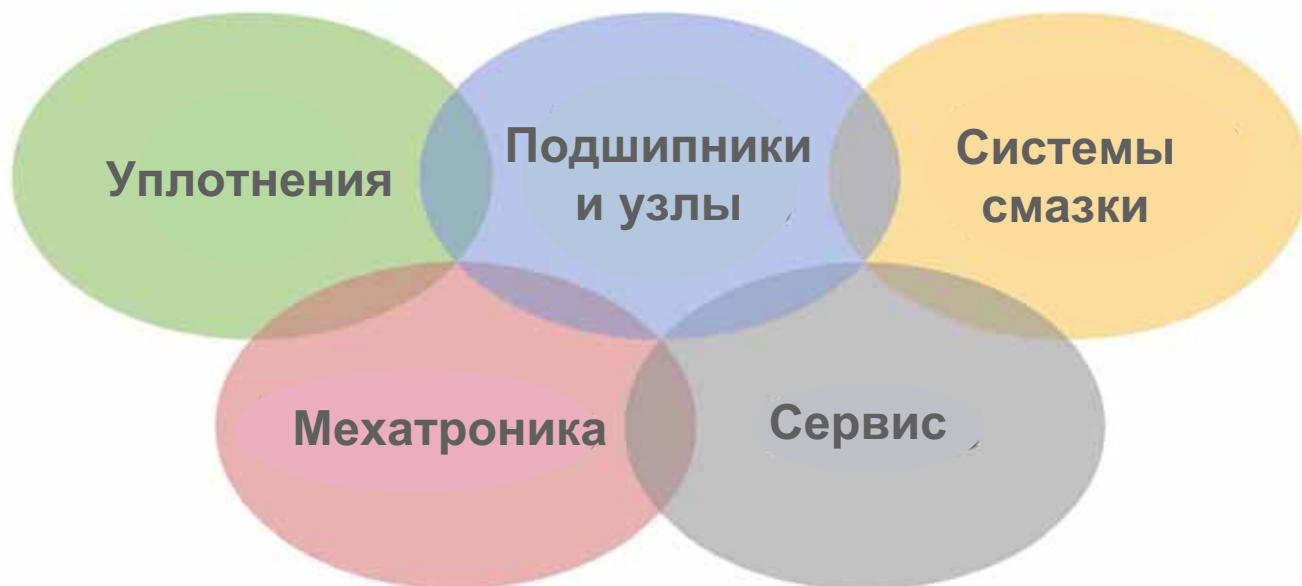 Уплотнения
Подшипники
и узлы
Системы
смазки
Мехатроника
Сервис